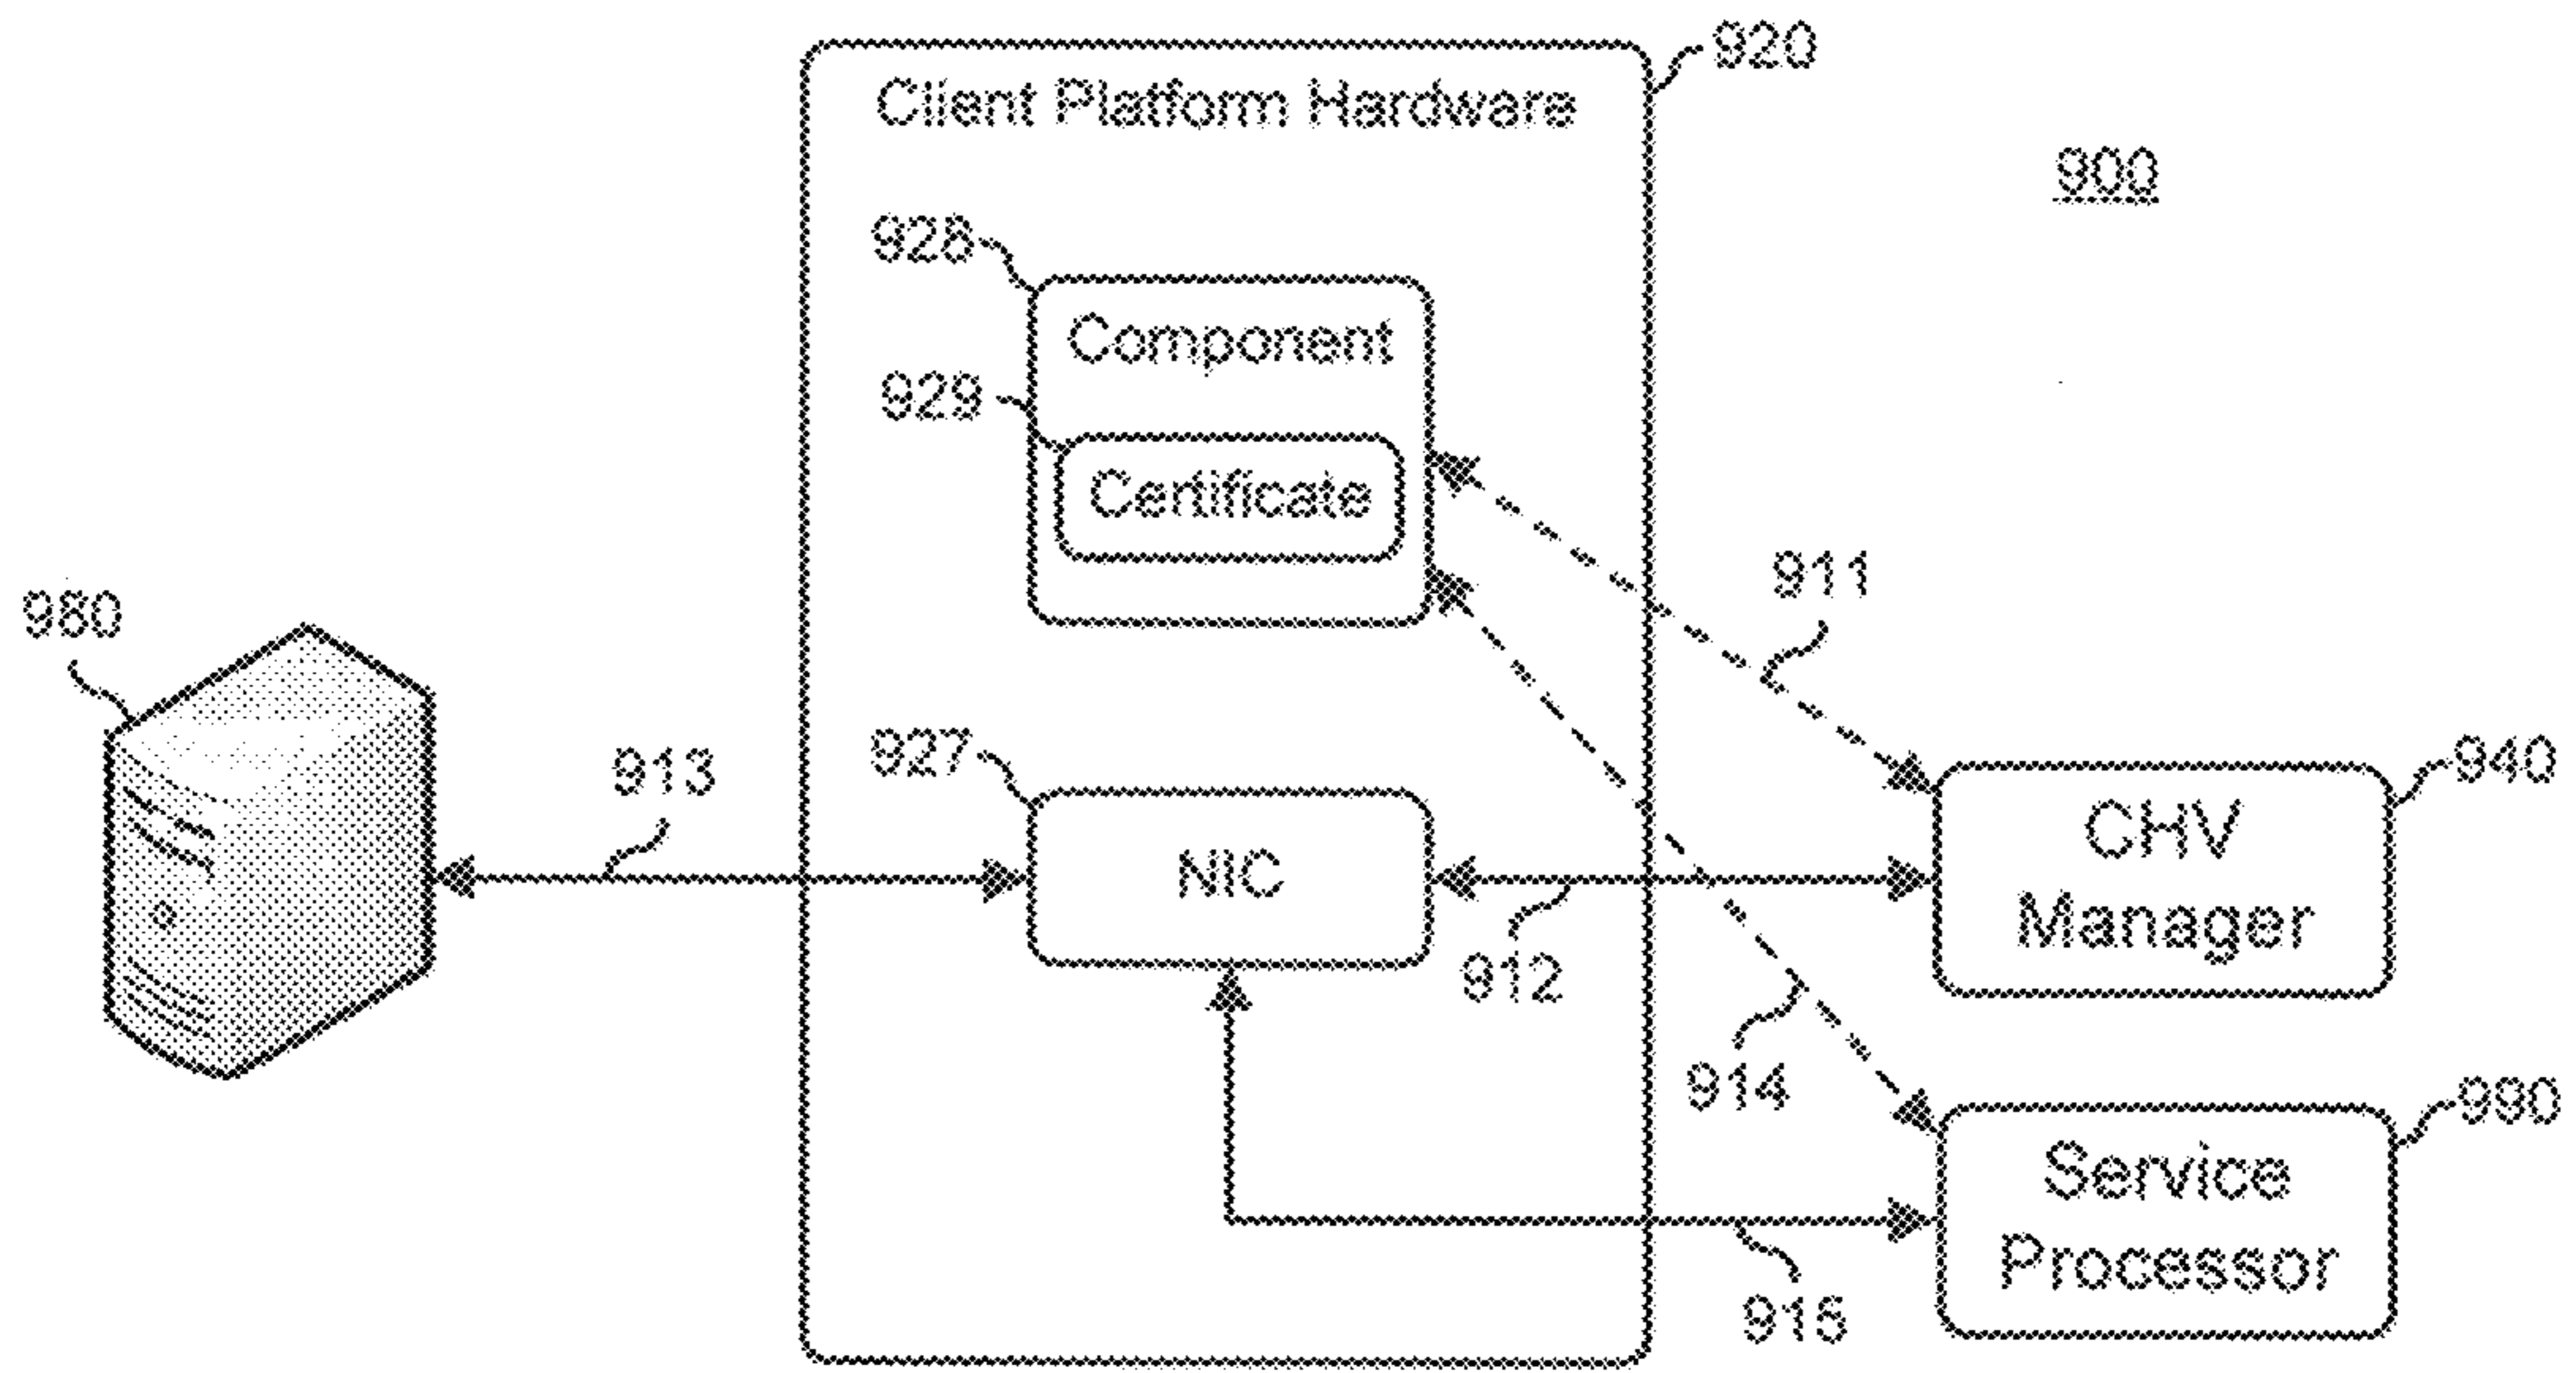 920
Client Platform Hardware
900
928
Component
929
Certificate
911
980
913
927
NIC
940
CHV
Manager
912
914
990
Service
Processor
915